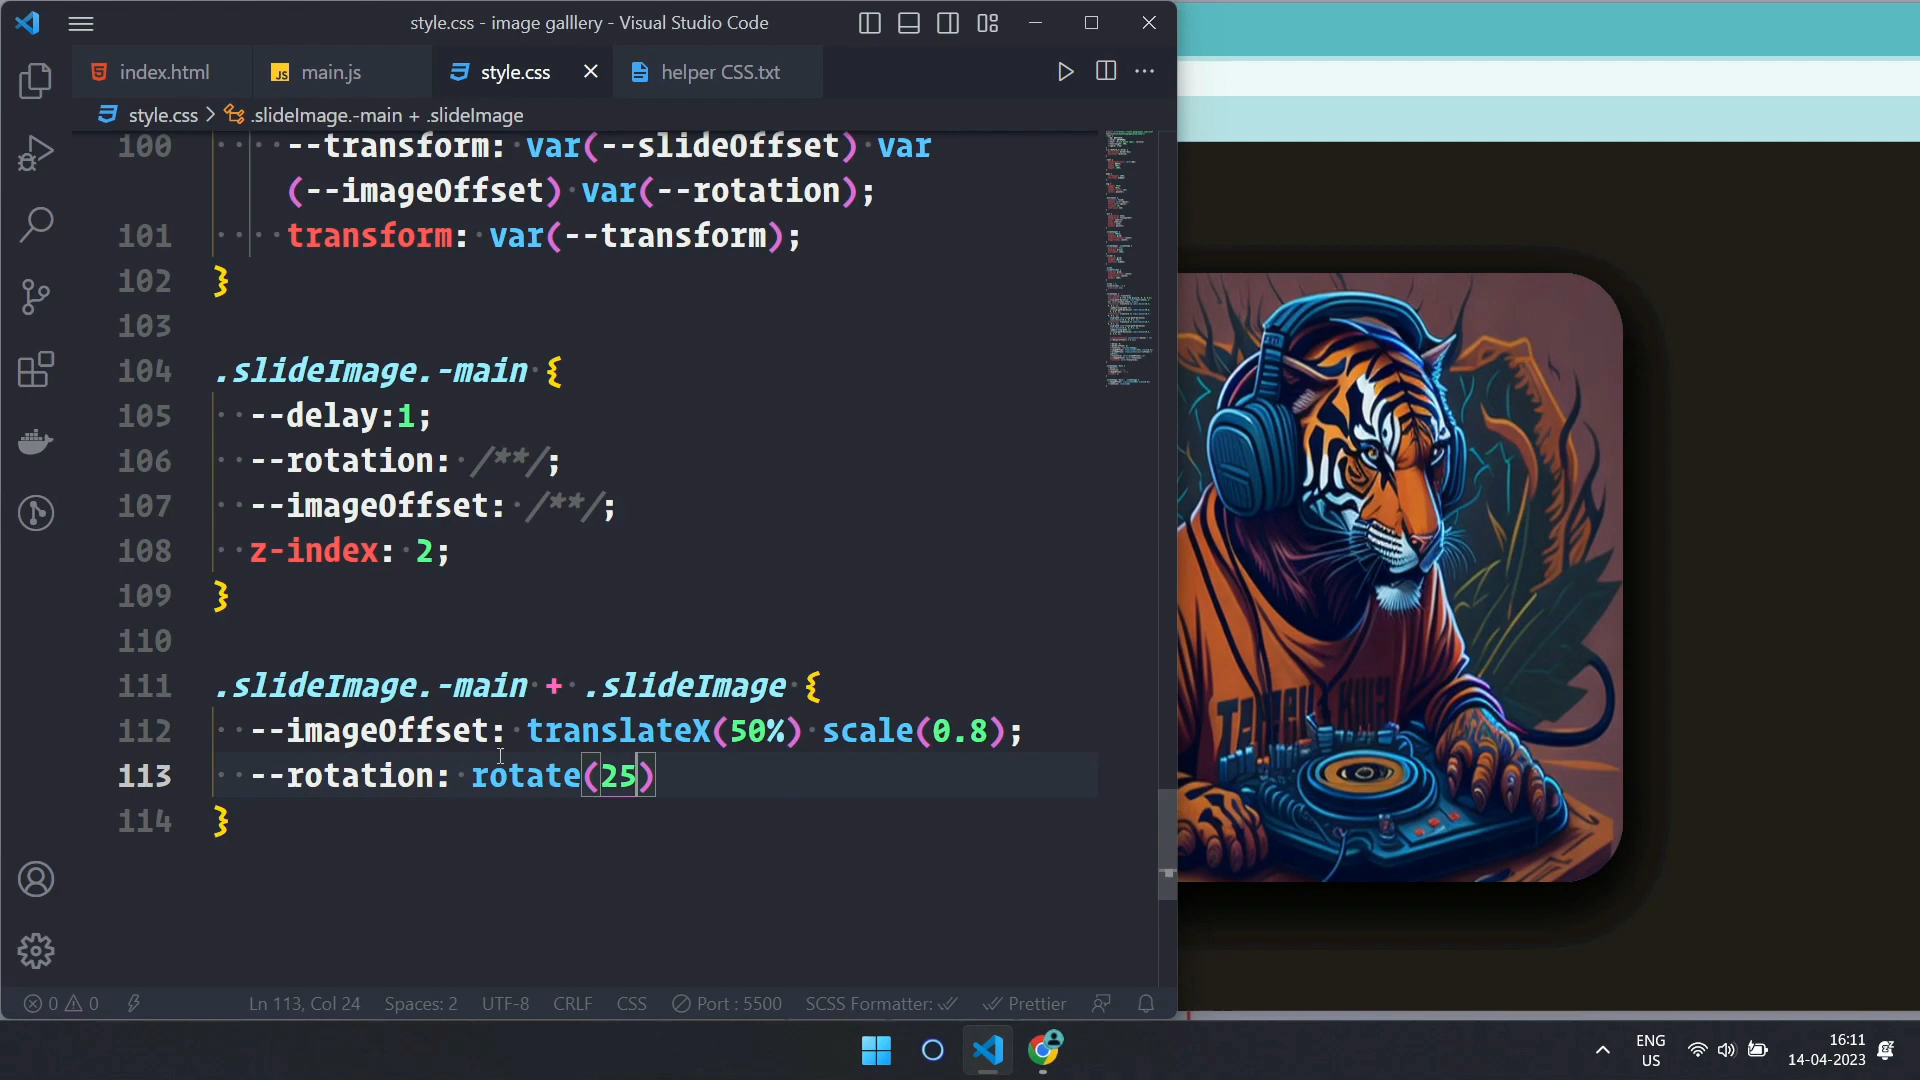 style.css - image galllery - Visual Studio Code
index.html
main.js
style.css
helper CSS.txt
style.css > .slideImage.-main + .slideImage
100 --transform: var(--slideOffset) var
(--imageOffset) var(--rotation);
101 transform: var(--transform);
102 }
103
104 .slideImage.-main {
105 --delay:1;
106 --rotation: /**/;
107 --imageOffset: /**/;
108 z-index: 2;
109 }
110
111 .slideImage.-main + .slideImage {
112 --imageOffset: translateX(50%) scale(0.8);
113 --rotation: rotate(25)
114 }
0 0 Ln 113, Col 24 Spaces: 2 UTF-8 CRLF CSS Port : 5500 SCSS Formatter: Prettier
ENG
US
16:11
14-04-2023